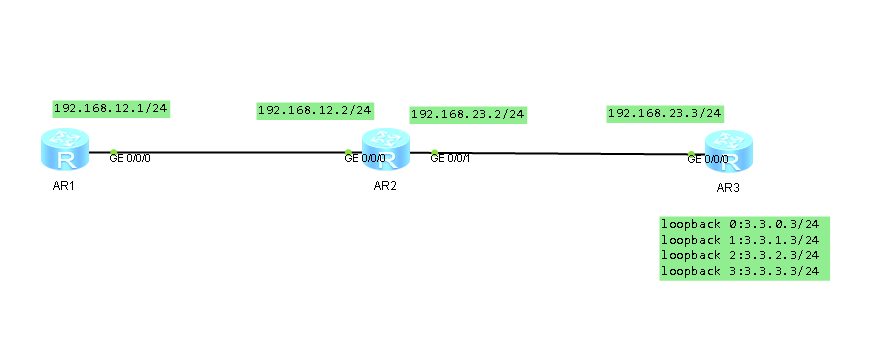 192.168.12.1/24
192.168.12.2/24
192.168.23.2/24
192.168.23.3/24
R
GE 0/0/0
AR1
GE 0/0/0
R
GE 0/0/1
AR2
GE 0/0/0
R
AR3
loopback 0:3.3.0.3/24
loopback 1:3.3.1.3/24
loopback 2:3.3.2.3/24
loopback 3:3.3.3.3/24